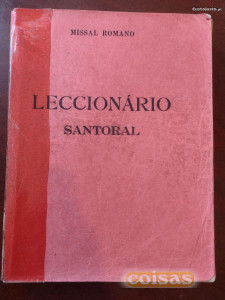 MISSAL ROMANO
LECCIONÁRIO
SANTORAL
coisas